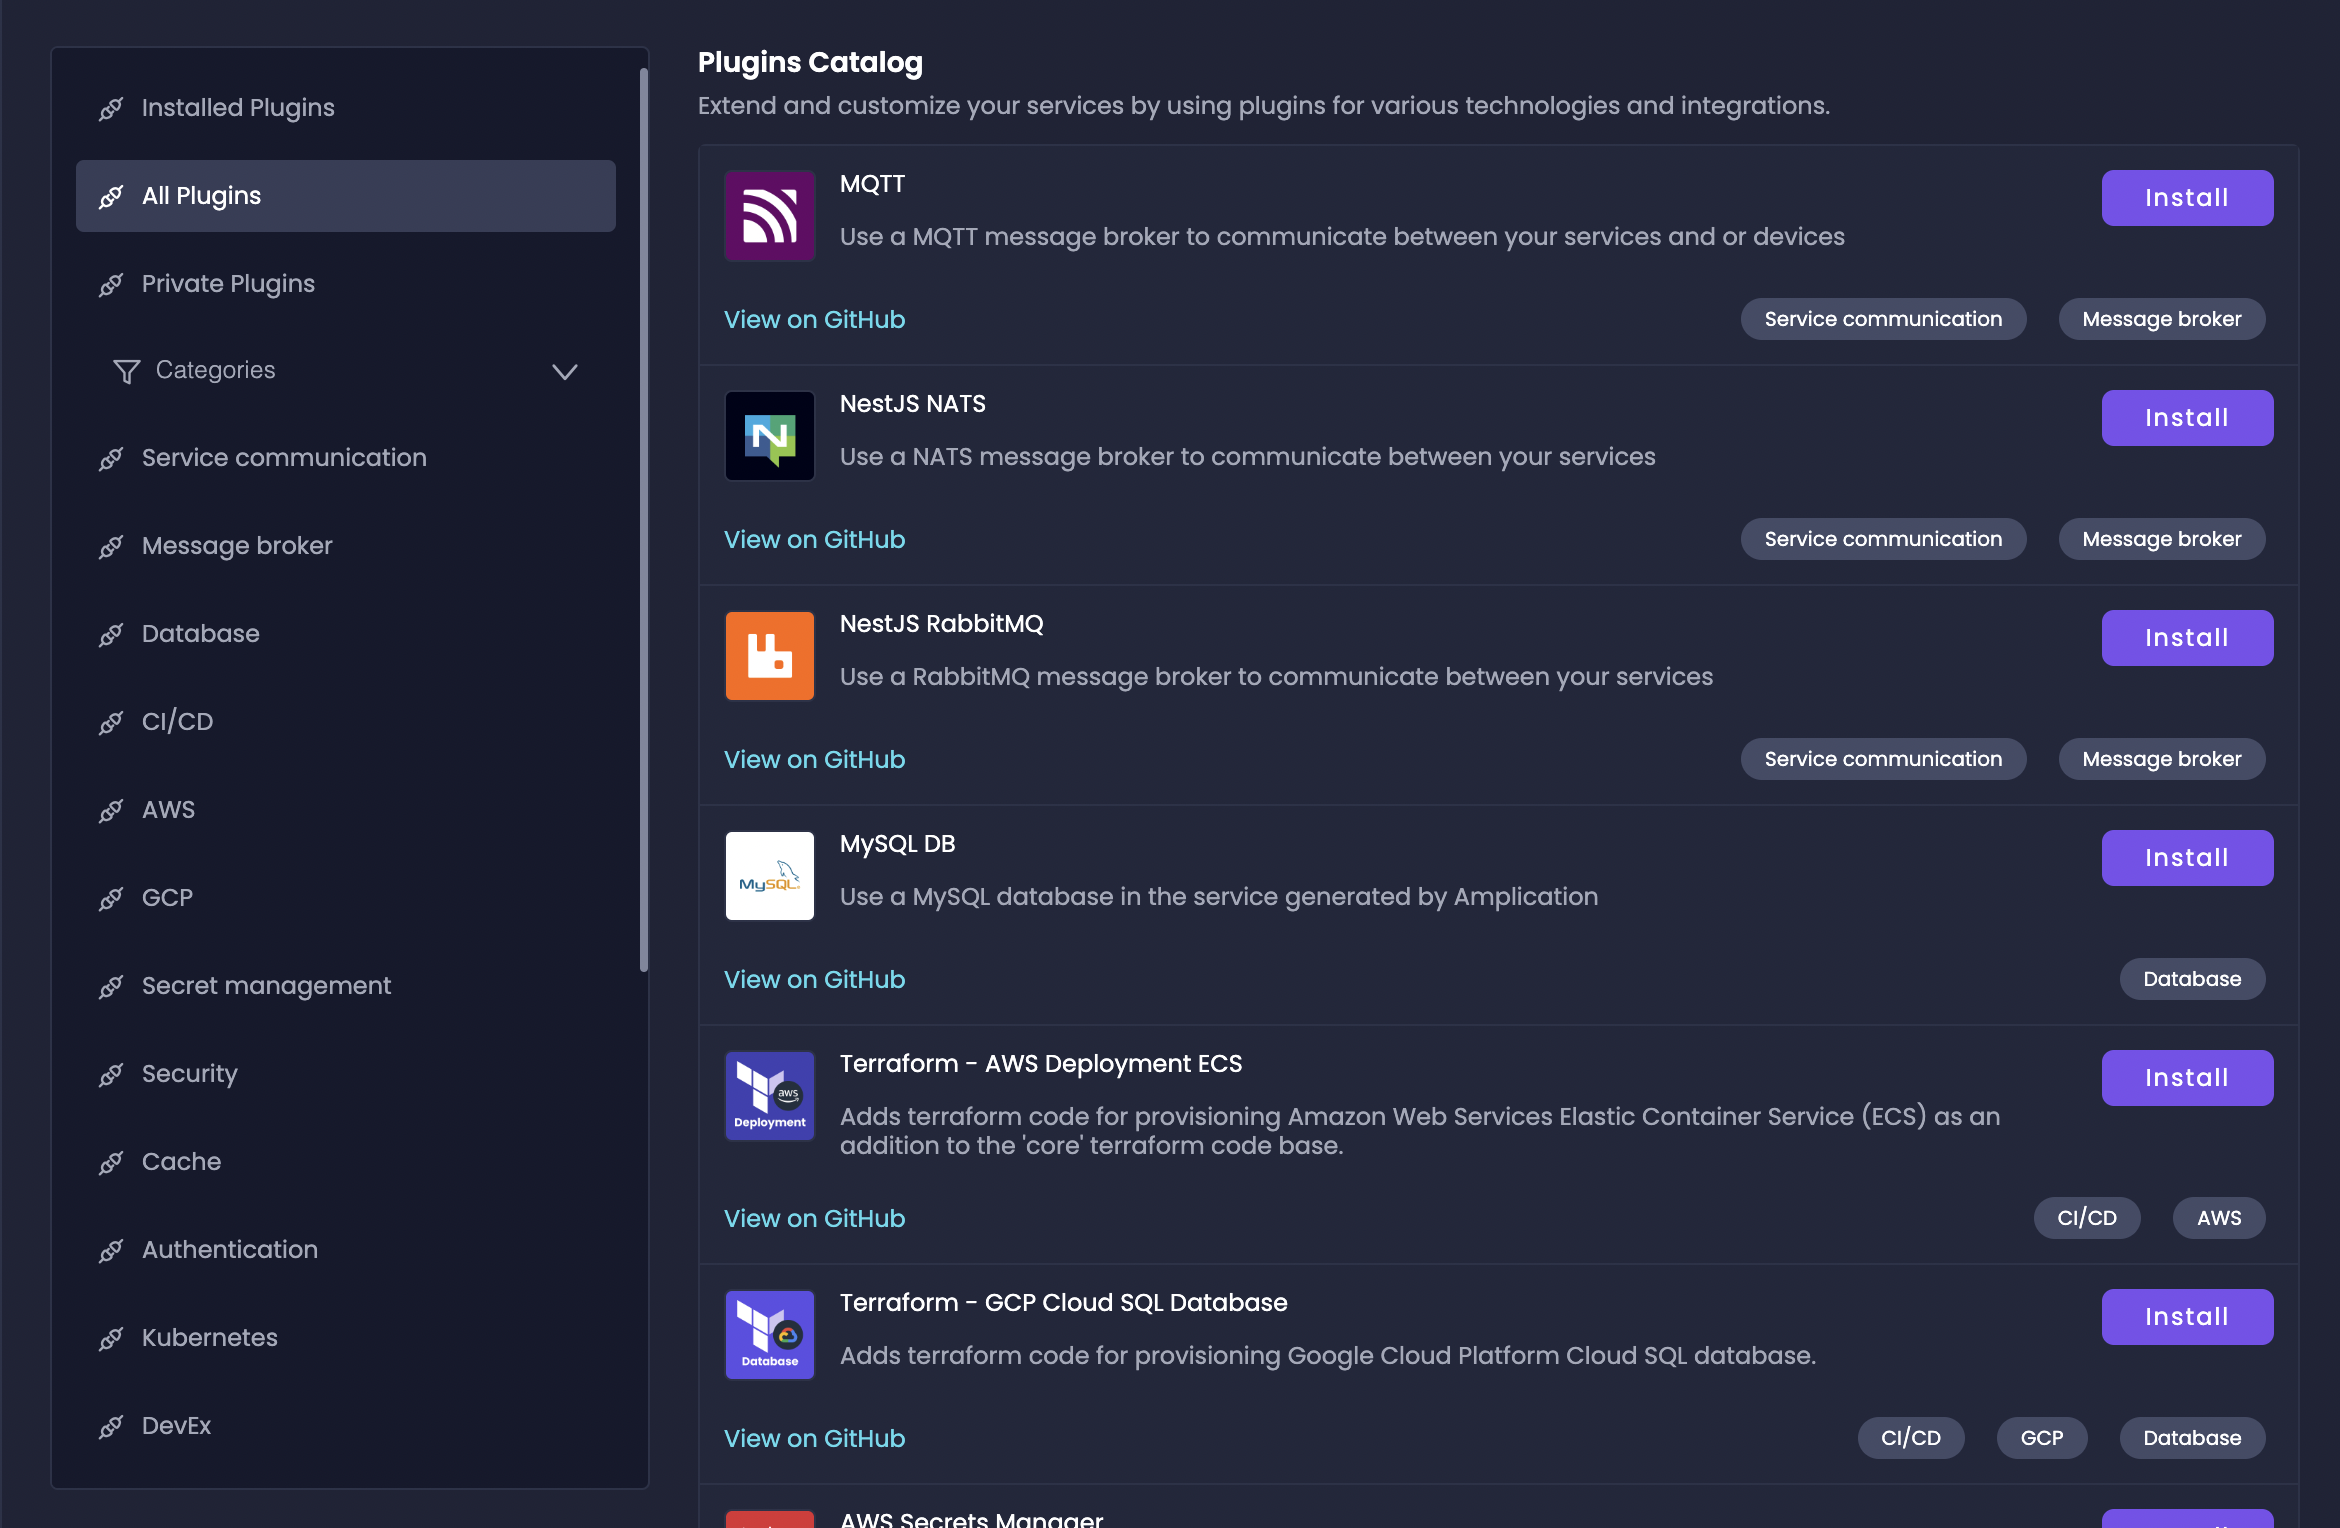 Installed Plugins
All Plugins
Private Plugins
Categories
Service communication
Message broker
Database
CI/CD
AWS
GCP
Secret management
Security
Cache
Authentication
Kubernetes
DevEx
Plugins Catalog
Extend and customize your services by using plugins for various technologies and integrations.
MQTT
Install
Use a MQTT message broker to communicate between your services and or devices
View on GitHub
Service communication
Message broker
N
NestJS NATS
Install
Use a NATS message broker to communicate between your services
View on GitHub
Service communication
Message broker
NestJS RabbitMQ
Install
Use a RabbitMQ message broker to communicate between your services
View on GitHub
Service communication
Message broker
MySQL
MySQL DB
Install
Use a MySQL database in the service generated by Amplication
View on GitHub
Database
aws
Deployment
Terraform - AWS Deployment ECS
Install
Adds terraform code for provisioning Amazon Web Services Elastic Container Service (ECS) as an
addition to the 'core' terraform code base.
View on GitHub
CI/CD
AWS
Database
Terraform - GCP Cloud SQL Database
Install
Adds terraform code for provisioning Google Cloud Platform Cloud SQL database.
View on GitHub
CI/CD
GCP
Database
AWS Secrets Manager